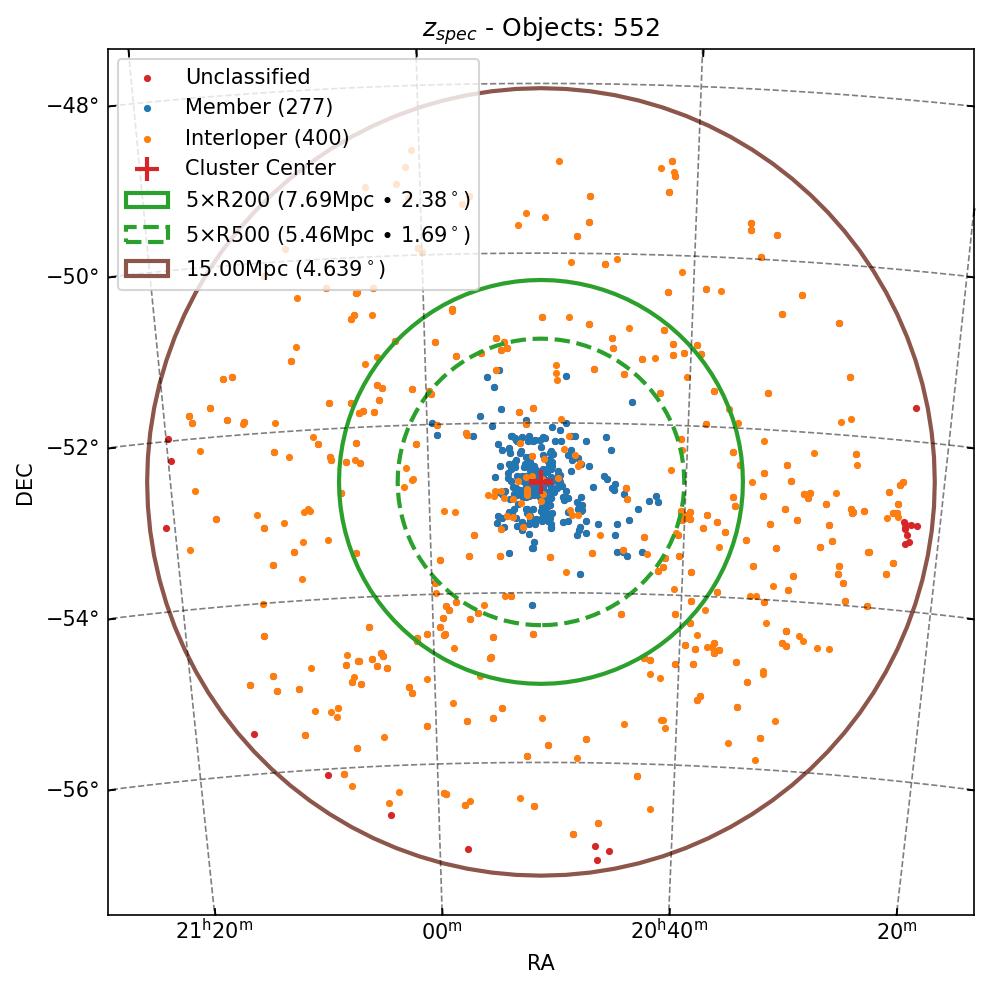 z_spec - Objects: 552
Unclassified
Member (277)
Interloper (400)
Cluster Center
5×R200 (7.69Mpc • 2.38°)
5×R500 (5.46Mpc • 1.69°)
15.00Mpc (4.639°)
−48°
−50°
−52°
−54°
−56°
DEC
21ʰ20ᵐ
00ᵐ
20ʰ40ᵐ
20ᵐ
RA